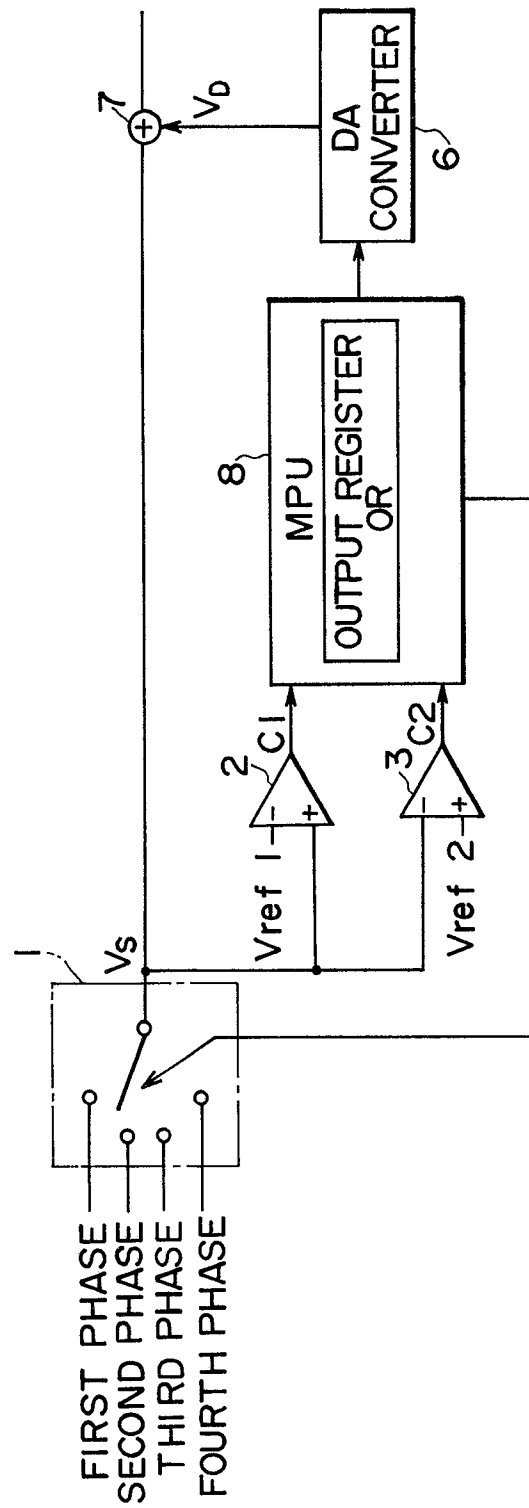 FIRST PHASE
SECOND PHASE
THIRD PHASE
FOURTH PHASE
1
VS
Vref 1
Vref 2
2
3
-
+
-
+
C1
C2
8
MPU
OUTPUT REGISTER
OR
DA
CONVERTER
6
VD
7
+